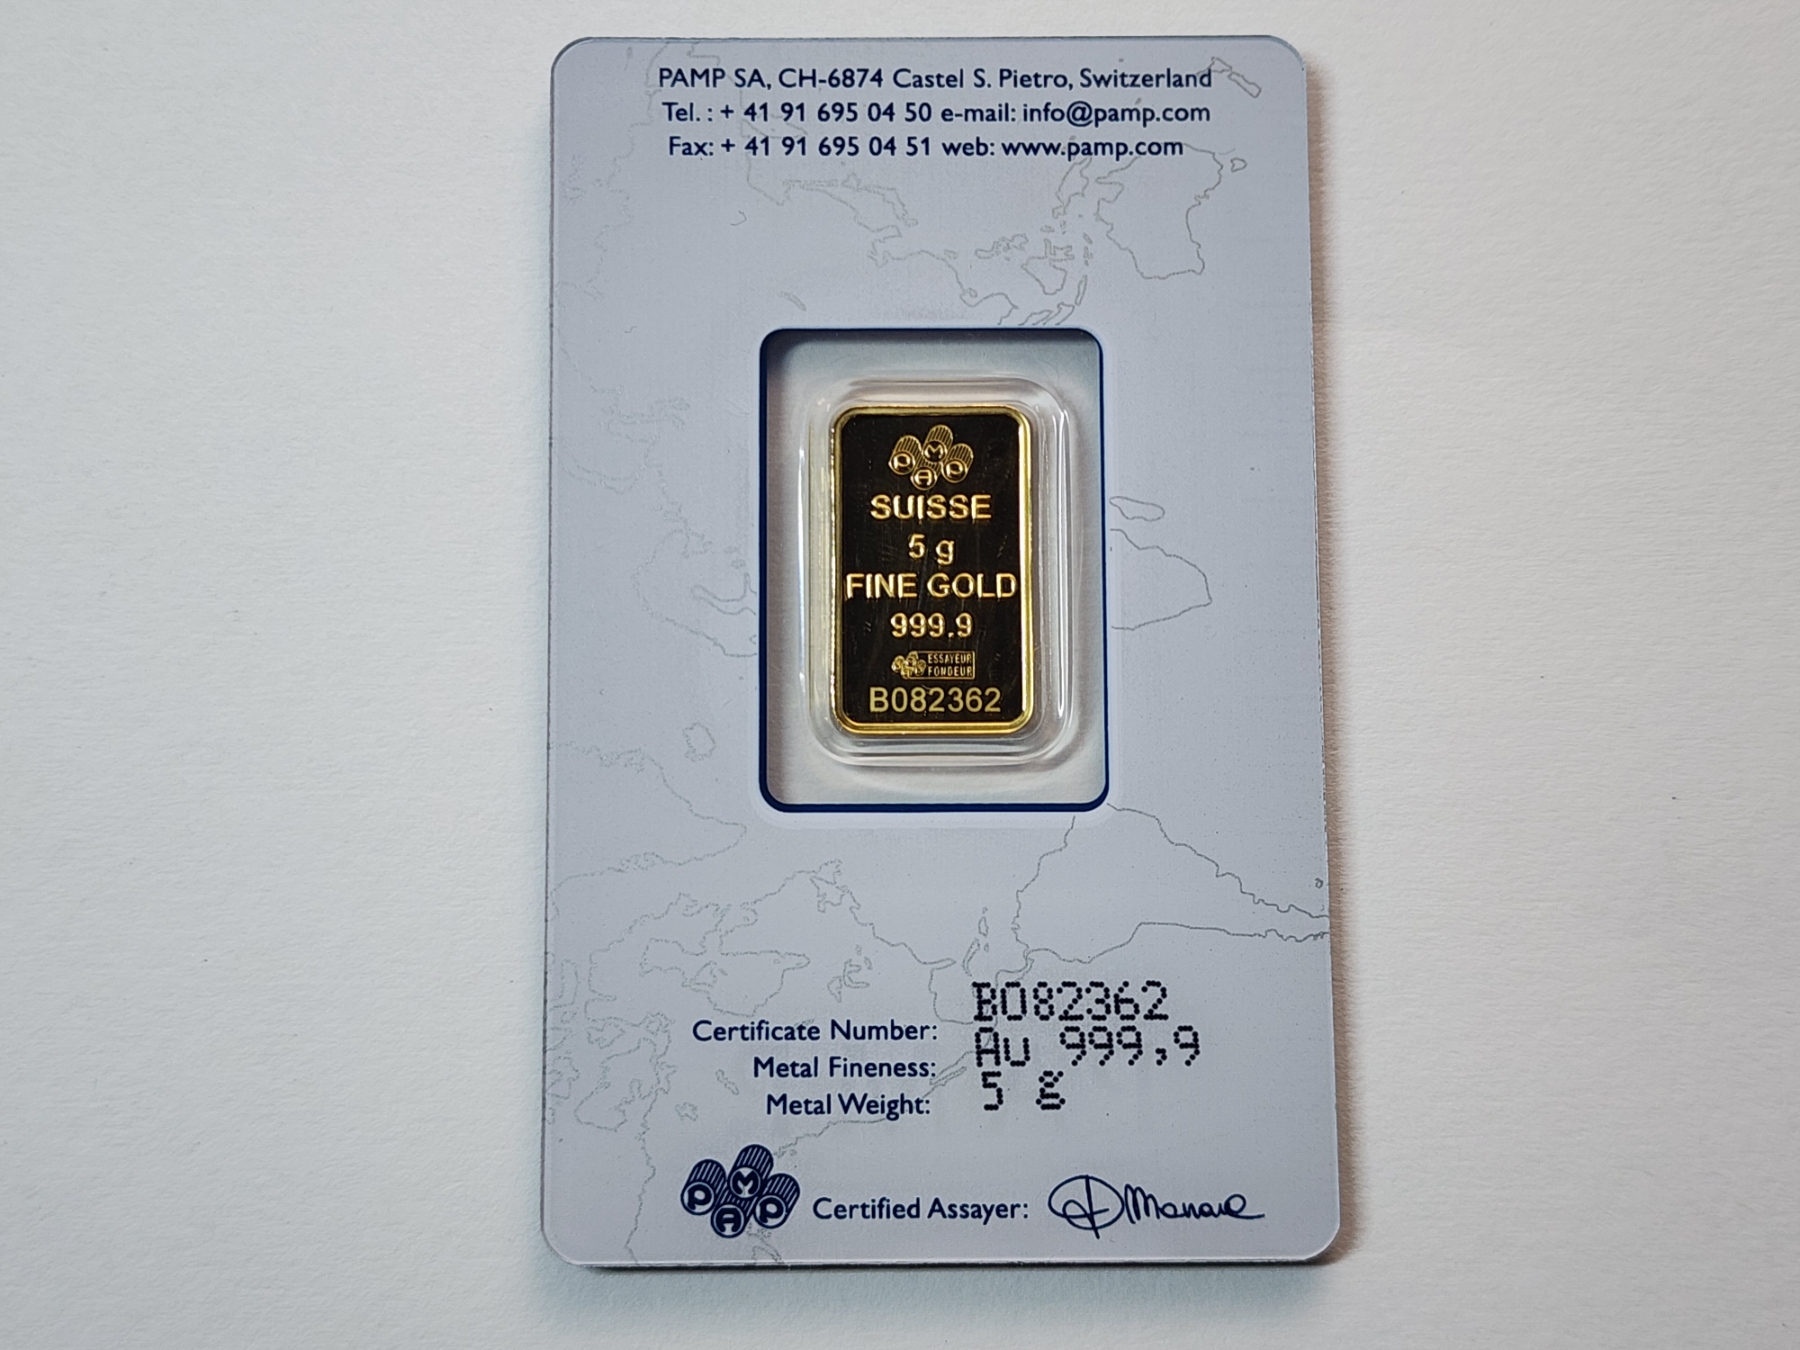 PAMP SA, CH-6874 Castel S. Pietro, Switzerland
Tel. : + 41 91 695 04 50 e-mail: info@pamp.com
Fax: + 41 91 695 04 51 web: www.pamp.com
PAMP
SUISSE
5 g
FINE GOLD
999.9
ESSAYEUR
FONDEUR
B082362
Certificate Number: B082362
Metal Fineness: Au 999,9
Metal Weight: 5 g
PAMP
Certified Assayer: